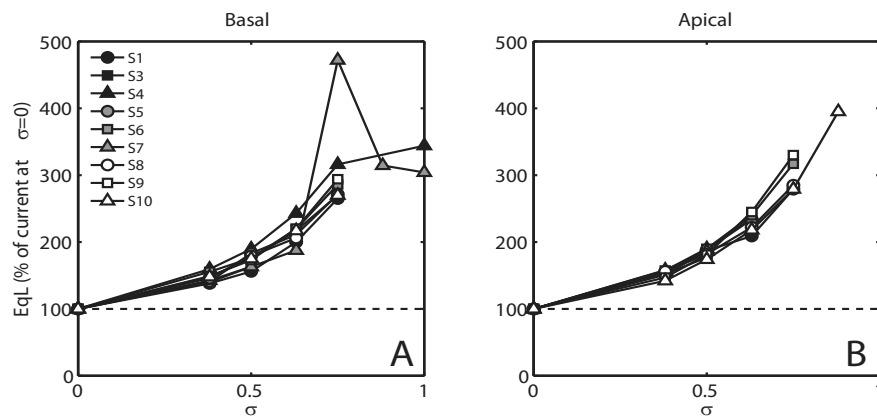 Basal
Apical
EqL (% of current at σ=0)
500
400
300
200
100
0
S1
S3
S4
S5
S6
S7
S8
S9
S10
A
0
0.5
1
σ
500
400
300
200
100
0
B
0
0.5
1
σ